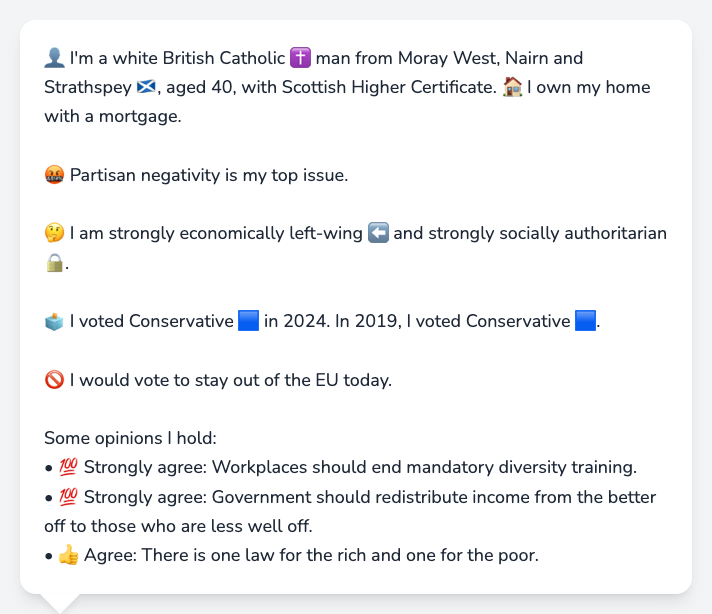 👤 I'm a white British Catholic ✝️ man from Moray West, Nairn and
Strathspey 🏴󠁧󠁢󠁳󠁣󠁴󠁿, aged 40, with Scottish Higher Certificate. 🏠 I own my home
with a mortgage.
🤬 Partisan negativity is my top issue.
🤔 I am strongly economically left-wing ⬅️ and strongly socially authoritarian
🔒.
🗳️ I voted Conservative 🟦 in 2024. In 2019, I voted Conservative 🟦.
🚫 I would vote to stay out of the EU today.
Some opinions I hold:
• 💯 Strongly agree: Workplaces should end mandatory diversity training.
• 💯 Strongly agree: Government should redistribute income from the better
off to those who are less well off.
• 👍 Agree: There is one law for the rich and one for the poor.